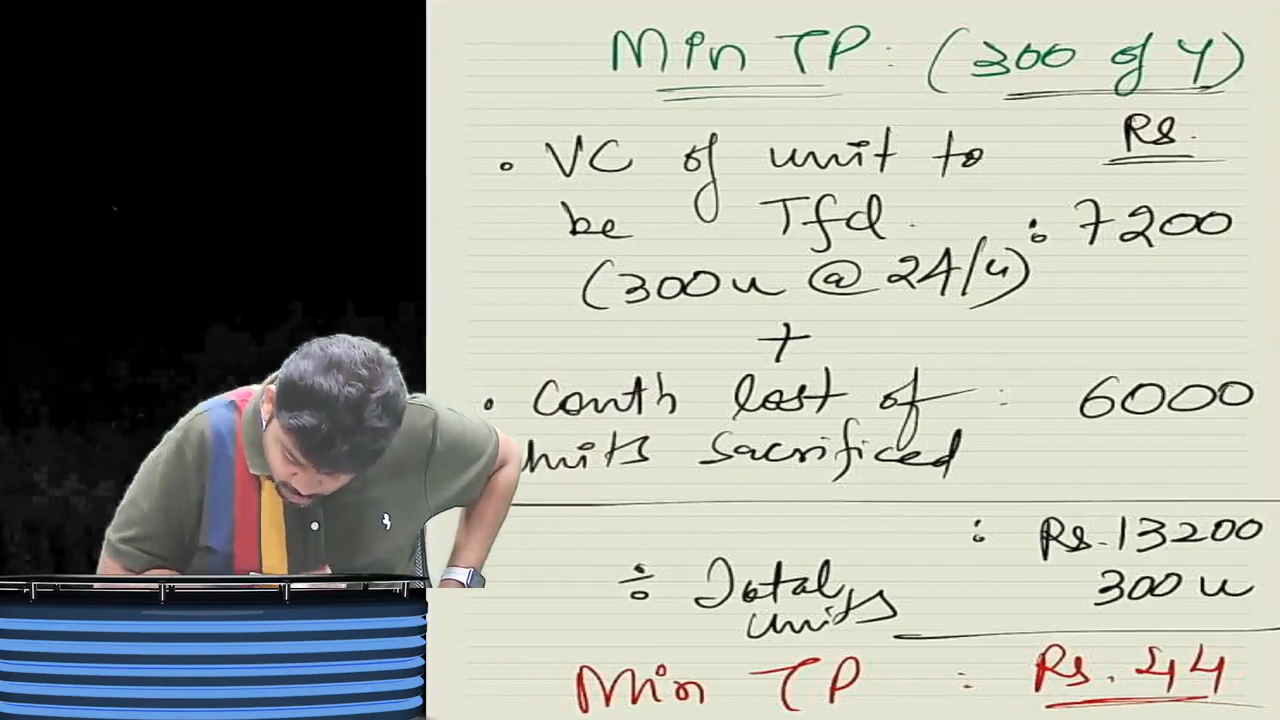 Min TP : (300 of Y)
Rs.
• VC of unit to
be Tfd. : 7200
(300u @ 24/u)
+
• Contb lost of : 6000
units sacrificed
: Rs. 13200
÷ Total units 300 u
Min TP : Rs. 44